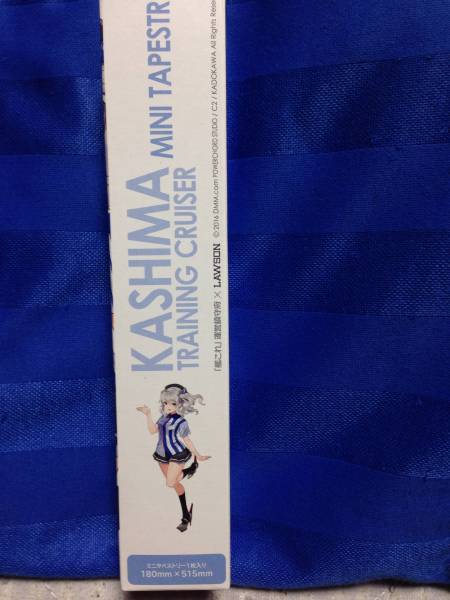 KASHIMA MINI TAPESTR
TRAINING CRUISER
「艦これ」運営鎮守府 × LAWSON © 2016 DMM.com POWERCHORD STUDIO / C2 / KADOKAWA All Rights Rese
ミニタペストリー1枚入り
180mm × 515mm